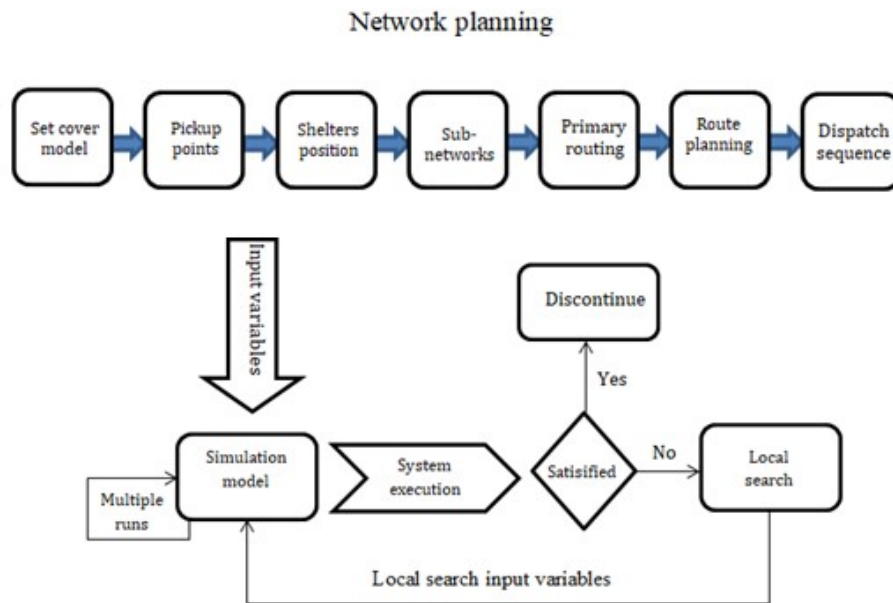 Network planning
Set cover
model
Pickup
points
Shelters
position
Sub-
networks
Primary
routing
Route
planning
Dispatch
sequence
Input variables
Discontinue
Yes
Simulation
model
System
execution
Satisified
No
Local
search
Multiple
runs
Local search input variables